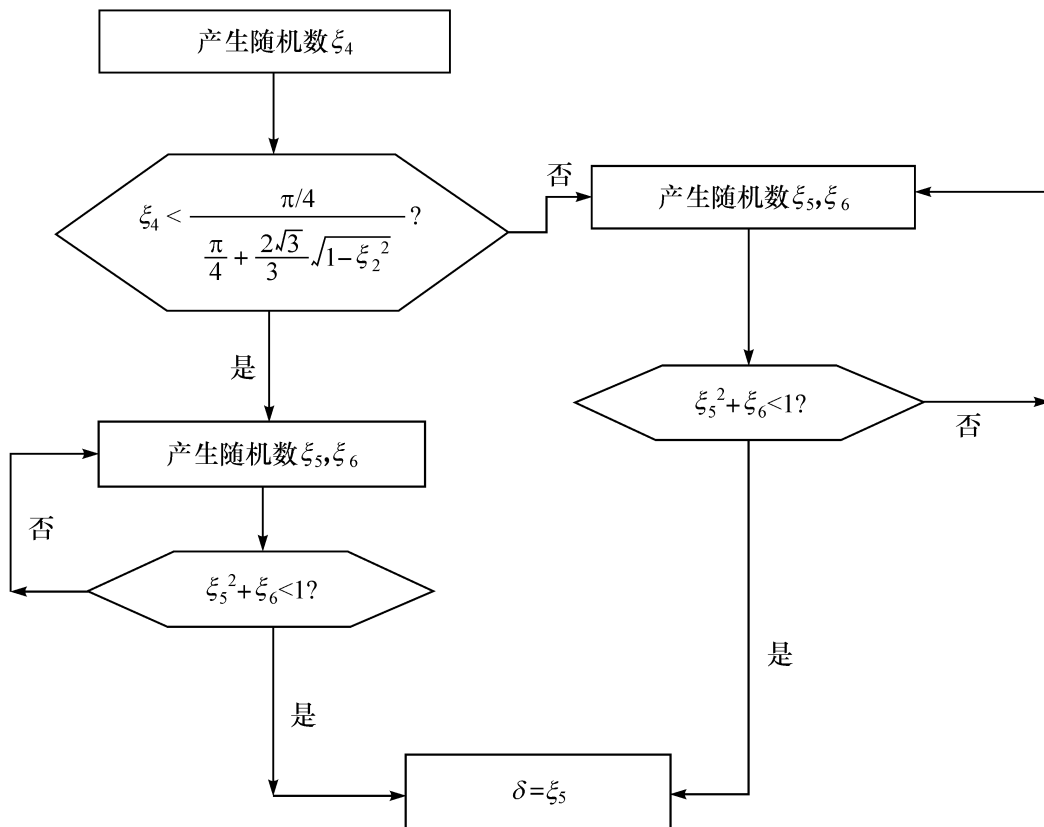 产生随机数ξ₄
ξ₄ < (π/4) / (π/4 + (2√3/3)√(1−ξ₂²)) ?
否
产生随机数ξ₅,ξ₆
是
ξ₅²+ξ₆<1?
否
产生随机数ξ₅,ξ₆
否
ξ₅²+ξ₆<1?
是
是
δ=ξ₅